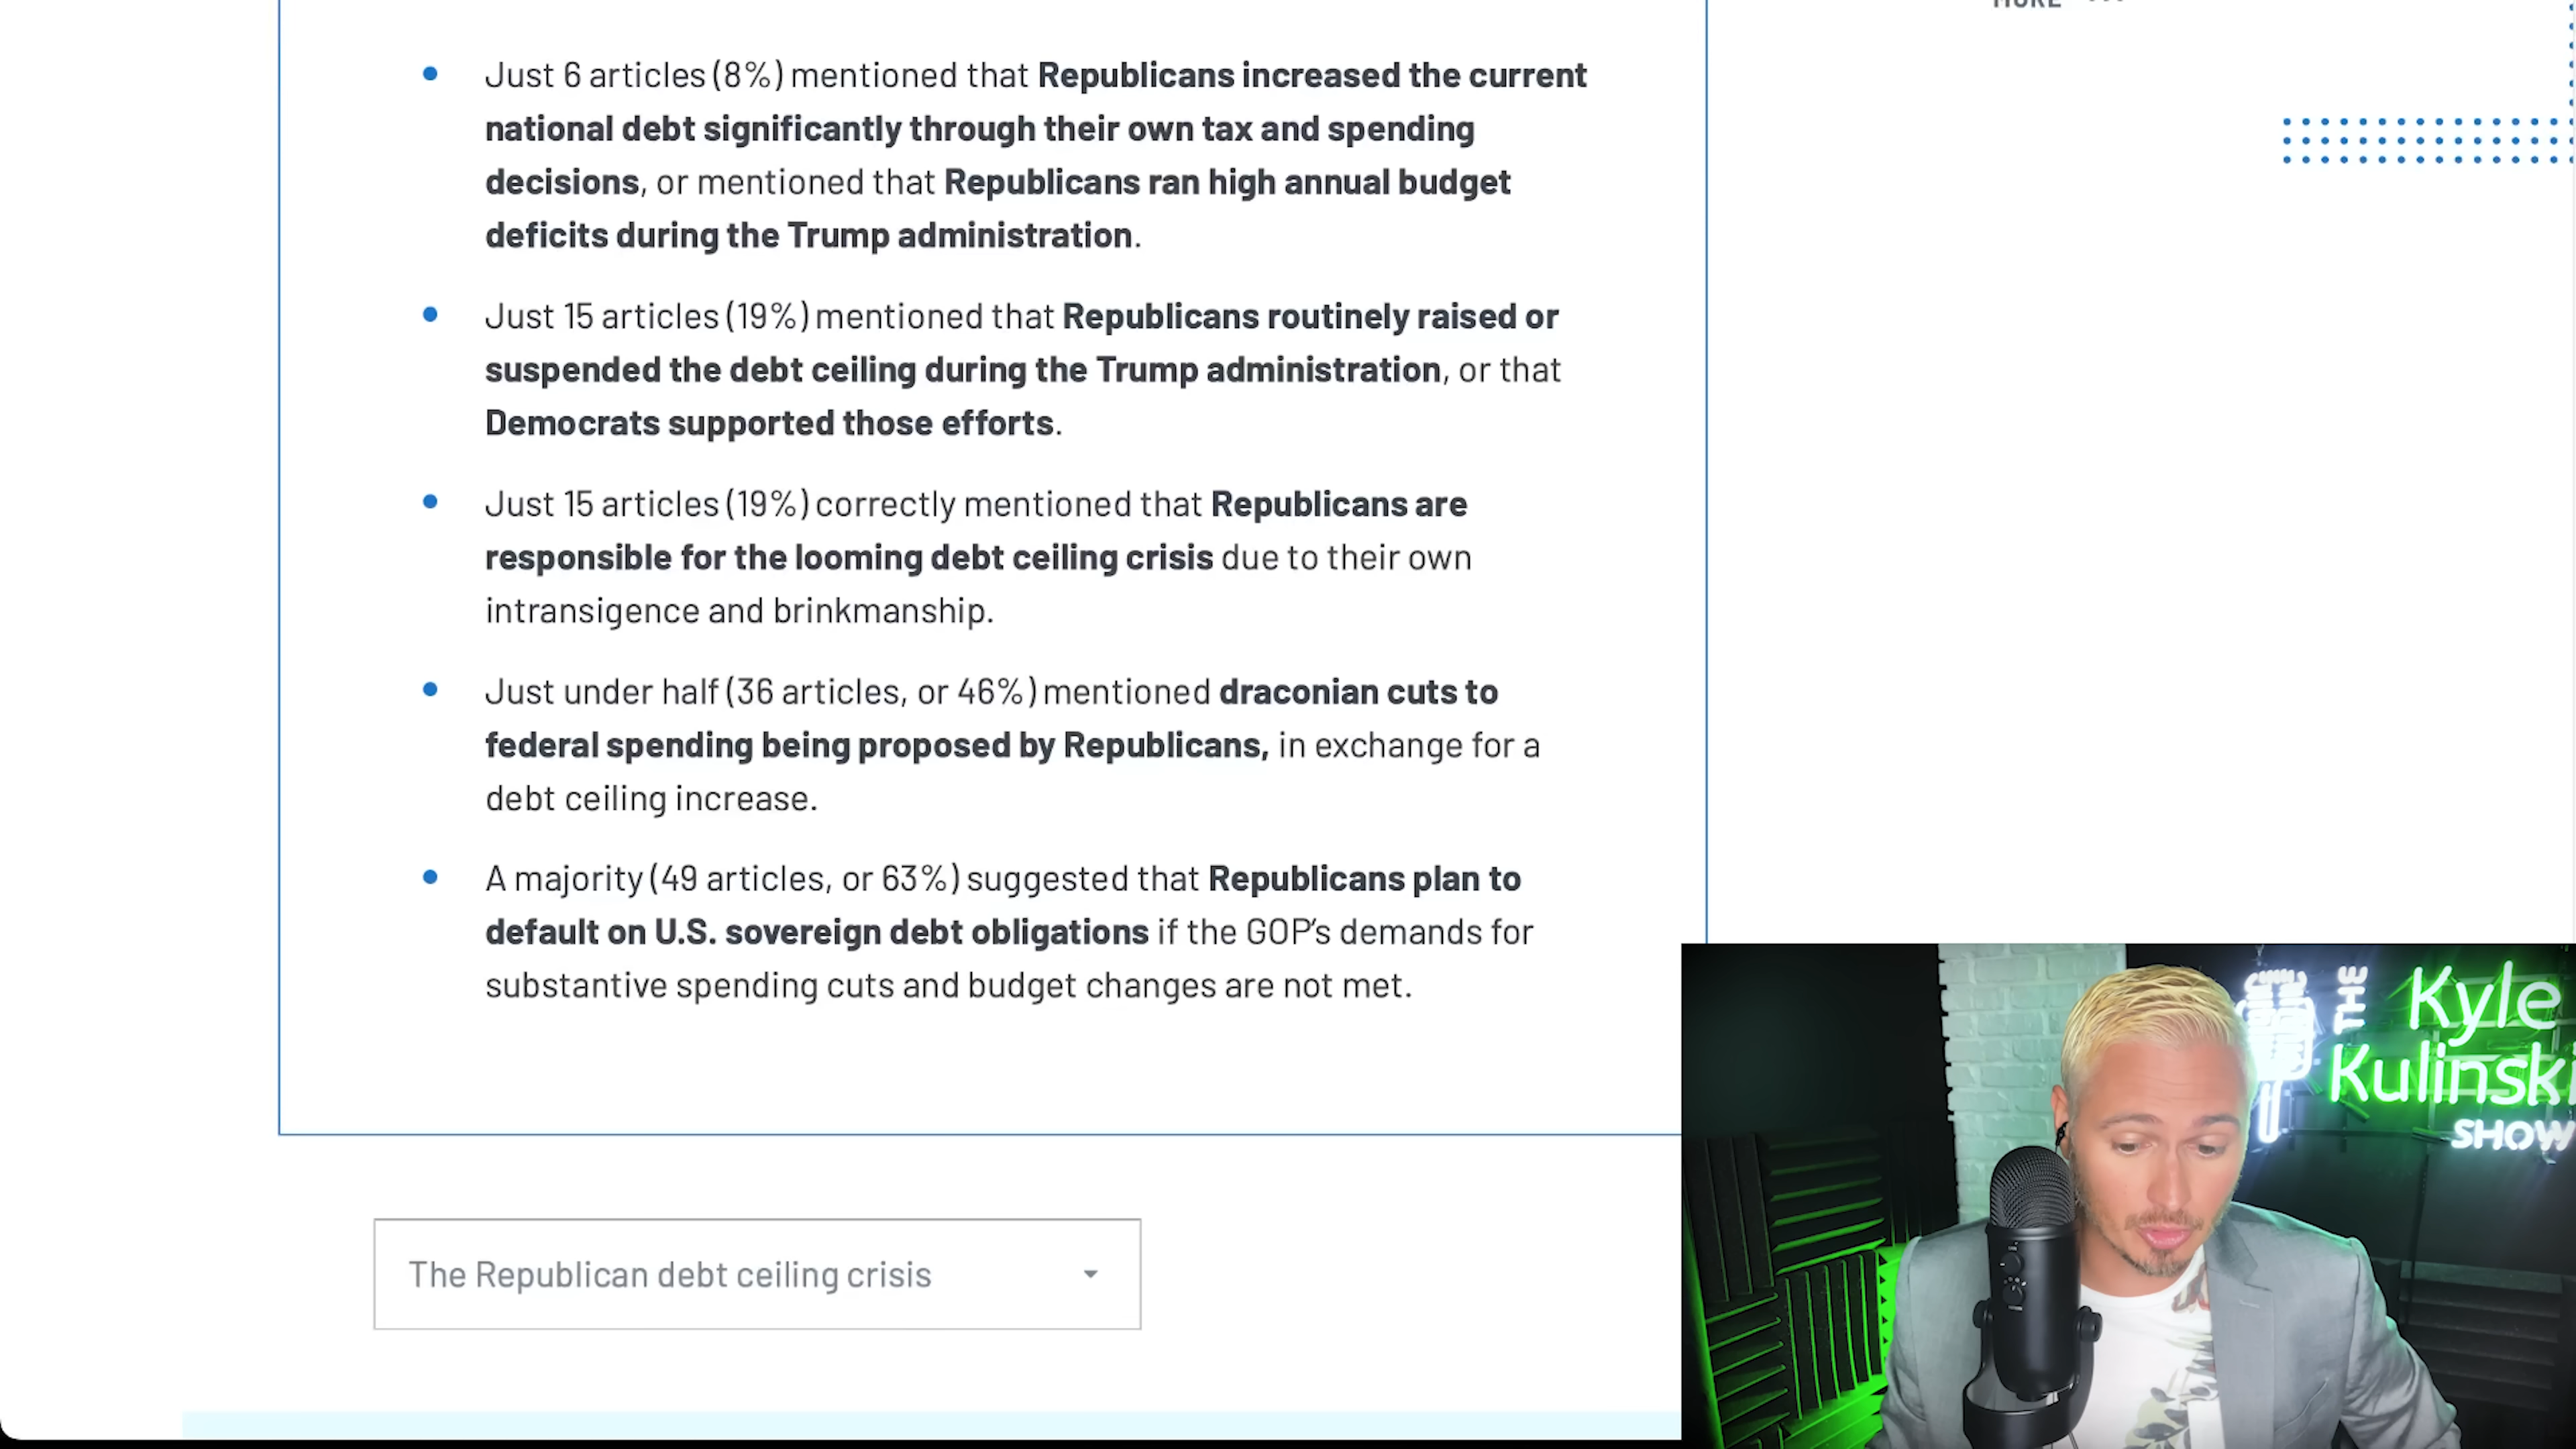 MORE
Just 6 articles (8%) mentioned that Republicans increased the current
national debt significantly through their own tax and spending
decisions, or mentioned that Republicans ran high annual budget
deficits during the Trump administration.
Just 15 articles (19%) mentioned that Republicans routinely raised or
suspended the debt ceiling during the Trump administration, or that
Democrats supported those efforts.
Just 15 articles (19%) correctly mentioned that Republicans are
responsible for the looming debt ceiling crisis due to their own
intransigence and brinkmanship.
Just under half (36 articles, or 46%) mentioned draconian cuts to
federal spending being proposed by Republicans, in exchange for a
debt ceiling increase.
A majority (49 articles, or 63%) suggested that Republicans plan to
default on U.S. sovereign debt obligations if the GOP's demands for
substantive spending cuts and budget changes are not met.
The Republican debt ceiling crisis
THE
Kyle
Kulinski
SHOW